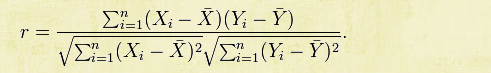 r = \frac{\sum_{i=1}^{n}(X_i - \bar{X})(Y_i - \bar{Y})}{\sqrt{\sum_{i=1}^{n}(X_i - \bar{X})^2}\sqrt{\sum_{i=1}^{n}(Y_i - \bar{Y})^2}}.